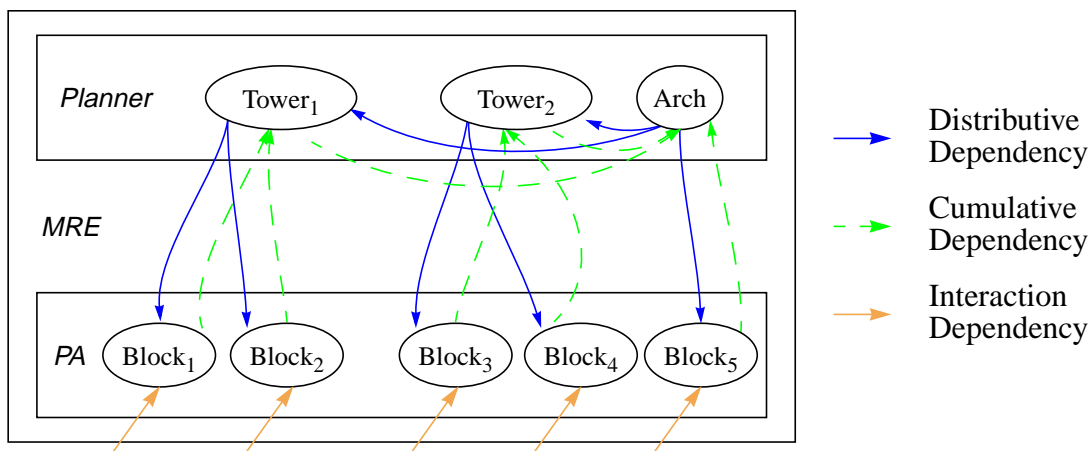 Planner
Tower1
Tower2
Arch
MRE
PA
Block1
Block2
Block3
Block4
Block5
Distributive
Dependency
Cumulative
Dependency
Interaction
Dependency